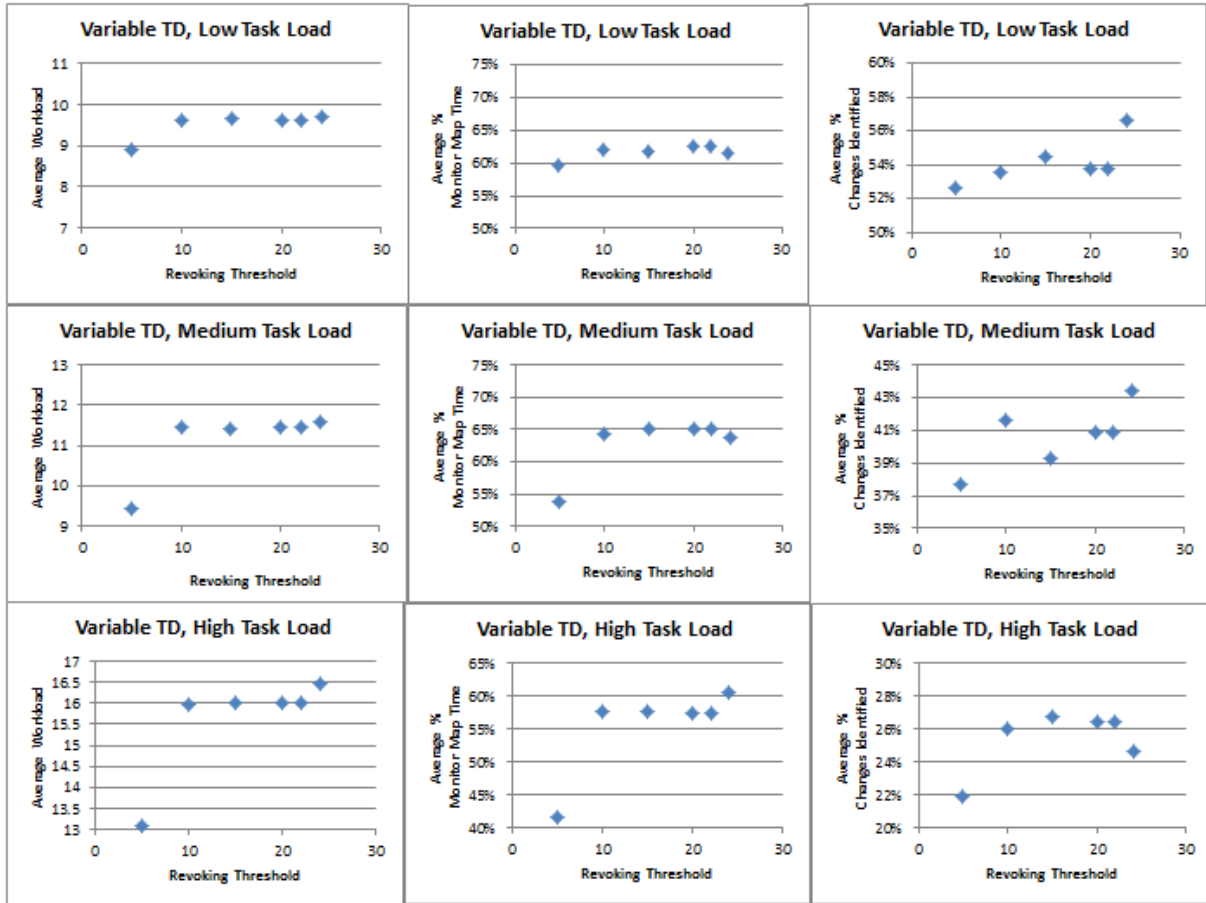 Variable TD, Low Task Load
11
10
9
8
7
0 10 20 30
Average Workload
Revoking Threshold
Variable TD, Low Task Load
75%
70%
65%
60%
55%
50%
0 10 20 30
Average %
Monitor Map Time
Revoking Threshold
Variable TD, Low Task Load
60%
58%
56%
54%
52%
50%
0 10 20 30
Average %
Changes Identified
Revoking Threshold
Variable TD, Medium Task Load
13
12
11
10
9
0 10 20 30
Average Workload
Revoking Threshold
Variable TD, Medium Task Load
75%
70%
65%
60%
55%
50%
0 10 20 30
Average %
Monitor Map Time
Revoking Threshold
Variable TD, Medium Task Load
45%
43%
41%
39%
37%
35%
0 10 20 30
Average %
Changes Identified
Revoking Threshold
Variable TD, High Task Load
17
16.5
16
15.5
15
14.5
14
13.5
13
0 10 20 30
Average Workload
Revoking Threshold
Variable TD, High Task Load
65%
60%
55%
50%
45%
40%
0 10 20 30
Average %
Monitor Map Time
Revoking Threshold
Variable TD, High Task Load
30%
28%
26%
24%
22%
20%
0 10 20 30
Average %
Changes Identified
Revoking Threshold